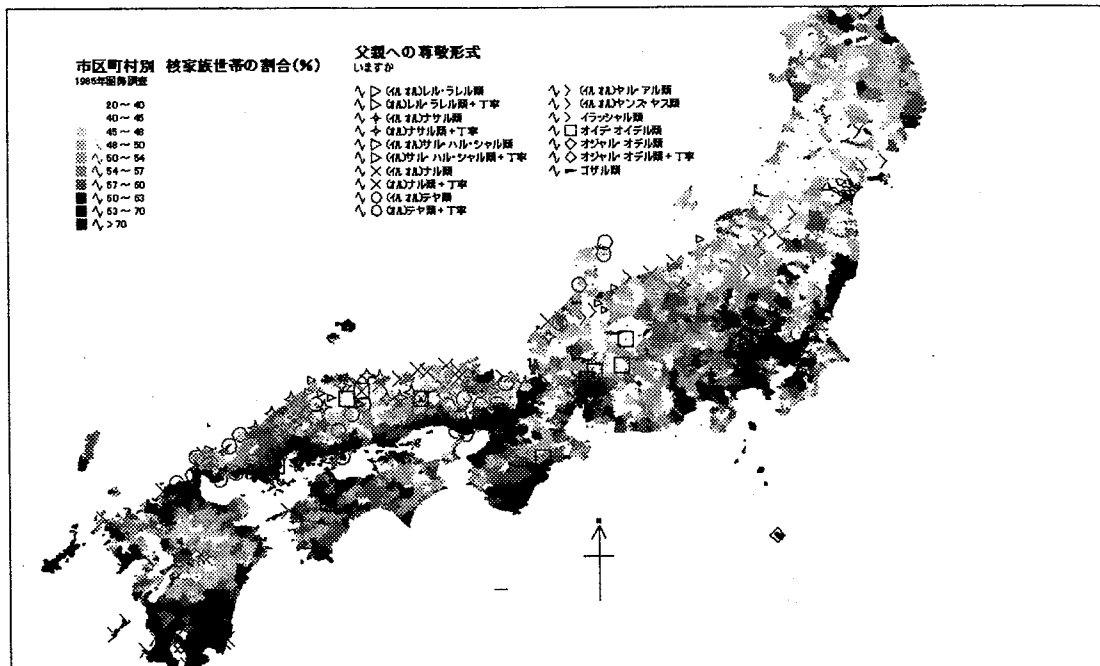 市区町村別 核家族世帯の割合(%)
1985年国勢調査
20～40
40～45
45～48
48～50
50～54
54～57
57～60
60～63
63～70
>70
父親への尊敬形式
いますか
(イル オル)レル・ラレル類
(オル)レル・ラレル類+丁寧
(イル オル)ナサル類
(オル)ナサル類+丁寧
(イル オル)サル・ハル・シャル類
(イル)サル・ハル・シャル類+丁寧
(イル オル)ナル類
(オル)ナル類+丁寧
(イル オル)テヤ類
(オル)テヤ類+丁寧
(イル オル)ヤル・アル類
(イル オル)ヤンス・ヤス類
イラッシャル類
オイデ・オイデル類
オジャル・オデル類
オジャル・オデル類+丁寧
ゴザル類